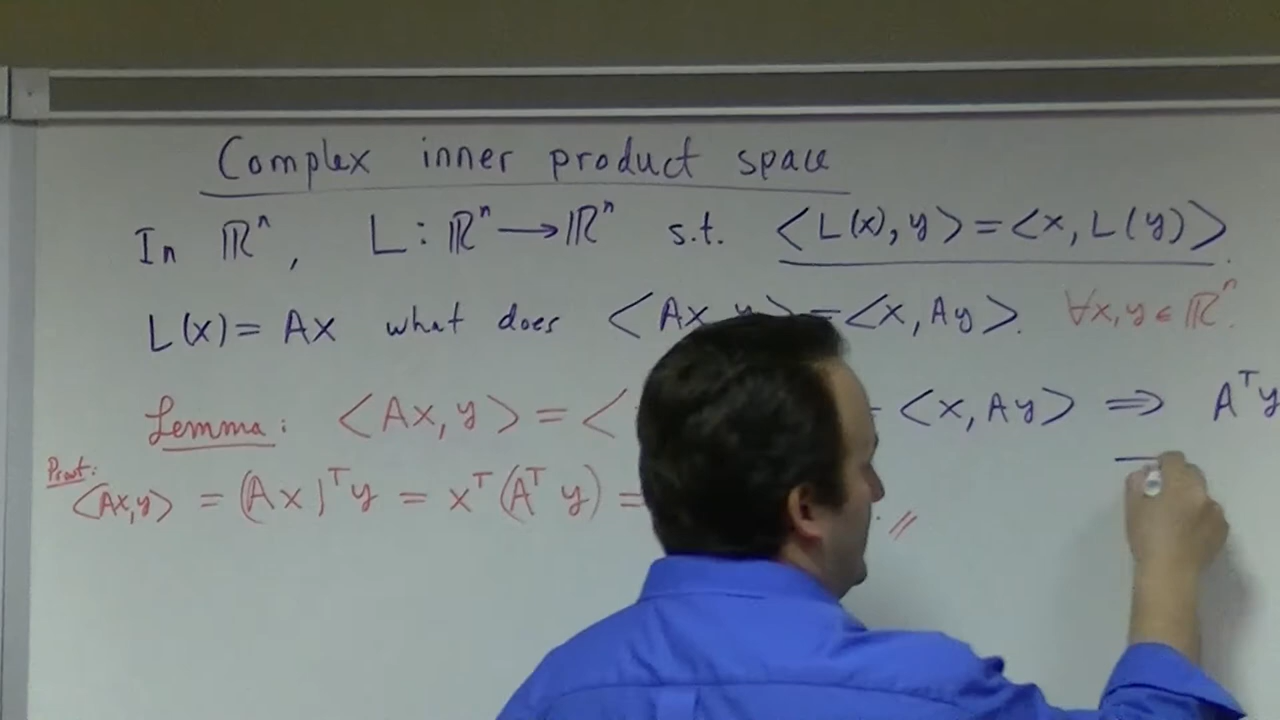 Complex inner product space
In ℝⁿ, L: ℝⁿ → ℝⁿ s.t. <L(x), y> = <x, L(y)>.
L(x) = Ax what does <Ax, y> = <x, Ay>. ∀x, y ∈ ℝⁿ.
Lemma: <Ax, y> = < <x, Ay> ⇒ Aᵀy
Proof:
<Ax, y> = (Ax)ᵀy = xᵀ(Aᵀ y) = . //